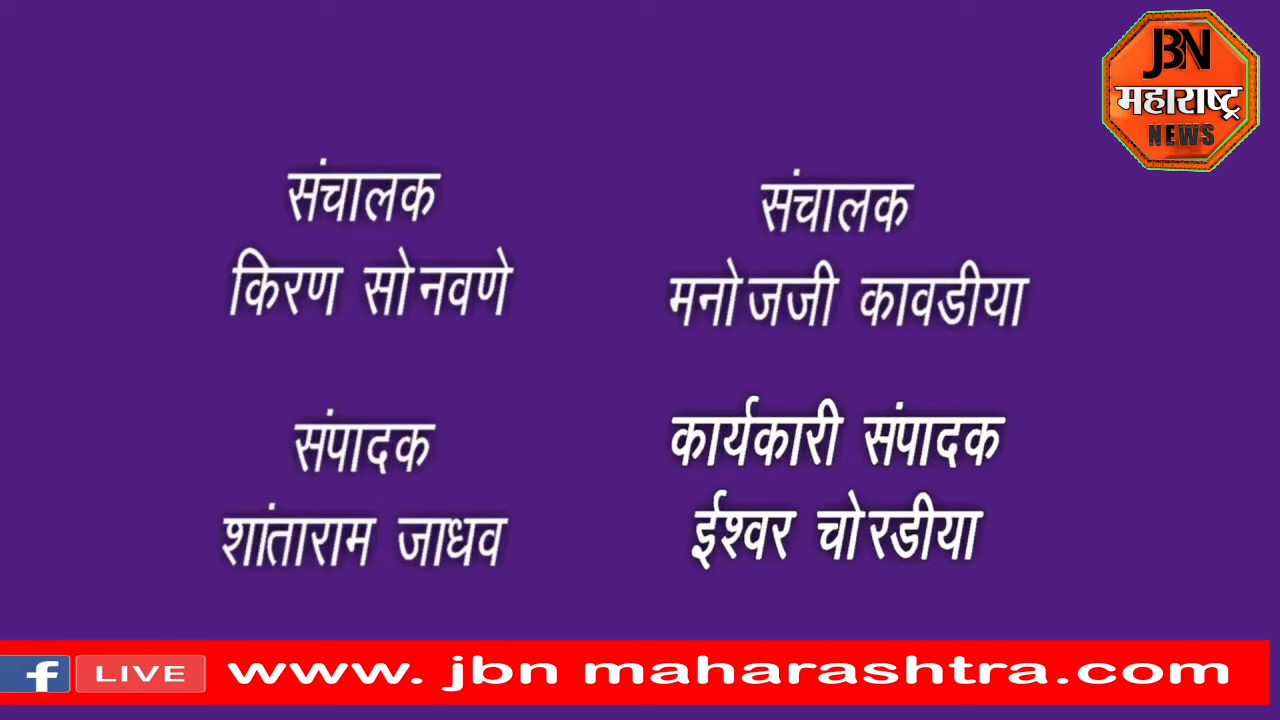 JBN
महाराष्ट्र
NEWS
संचालक
किरण सोनवणे
संचालक
मनोजजी कावडीया
संपादक
शांताराम जाधव
कार्यकारी संपादक
ईश्वर चोरडीया
f LIVE www. jbn maharashtra.com